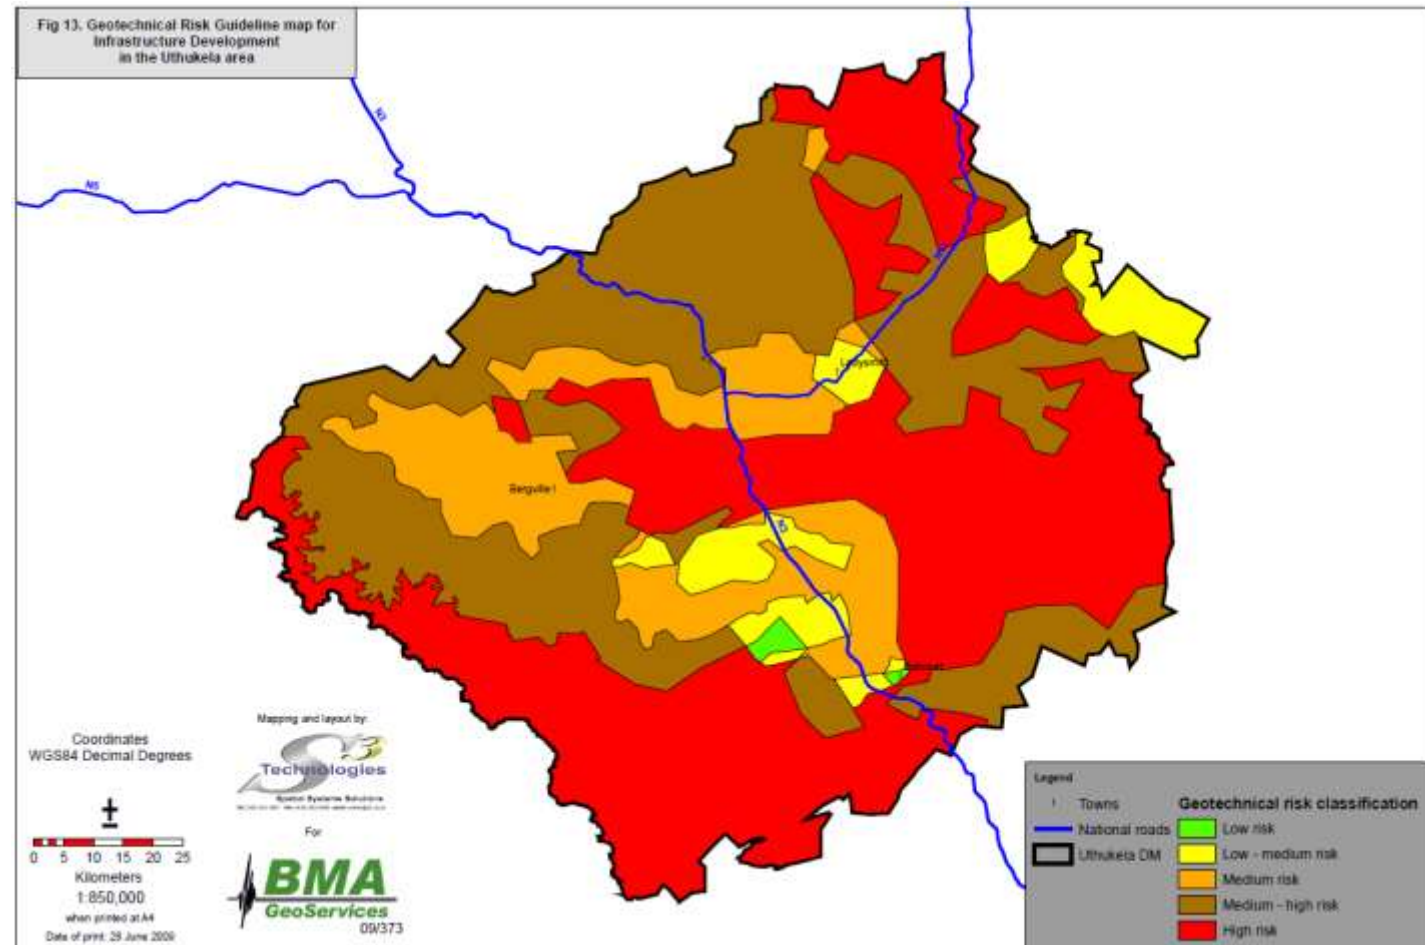 Fig 13. Geotechnical Risk Guideline map for
Infrastructure Development
in the Uthukela area
N3
N5
Bergville
Mapping and layout by:
S3
Technologies
Spatial Systems Solutions
For
BMA
GeoServices
09/373
Coordinates
WGS84 Decimal Degrees
0 5 10 15 20 25
Kilometers
1:850,000
when printed at A4
Date of print: 26 June 2009
Legend
Towns
National roads
Uthukela DM
Geotechnical risk classification
Low risk
Low - medium risk
Medium risk
Medium - high risk
High risk